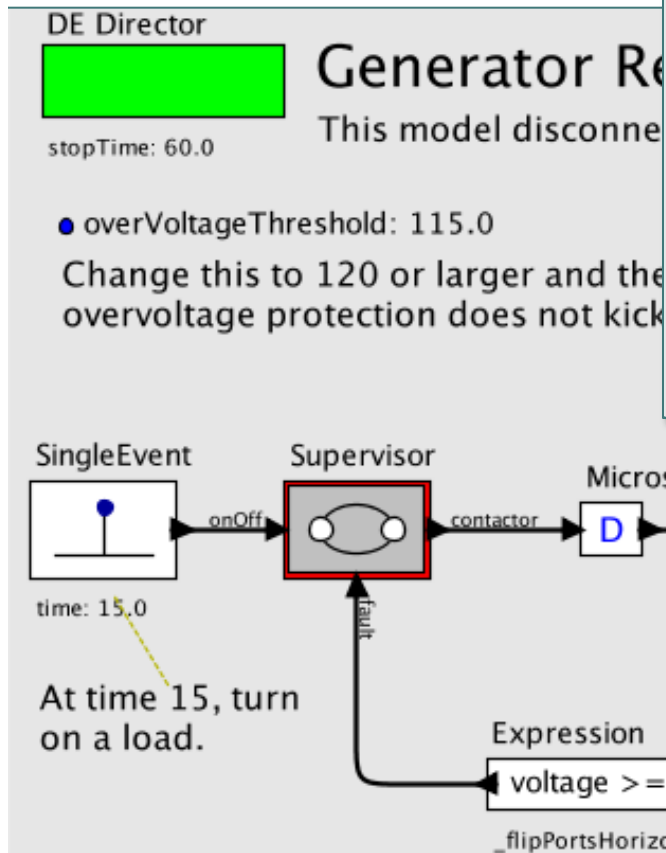 DE Director
Generator Re
This model disconne
stopTime: 60.0
overVoltageThreshold: 115.0
Change this to 120 or larger and the
overvoltage protection does not kick
SingleEvent
Supervisor
Micros
onOff
contactor
D
time: 15.0
fault
At time 15, turn
on a load.
Expression
voltage >=
_flipPortsHorizo